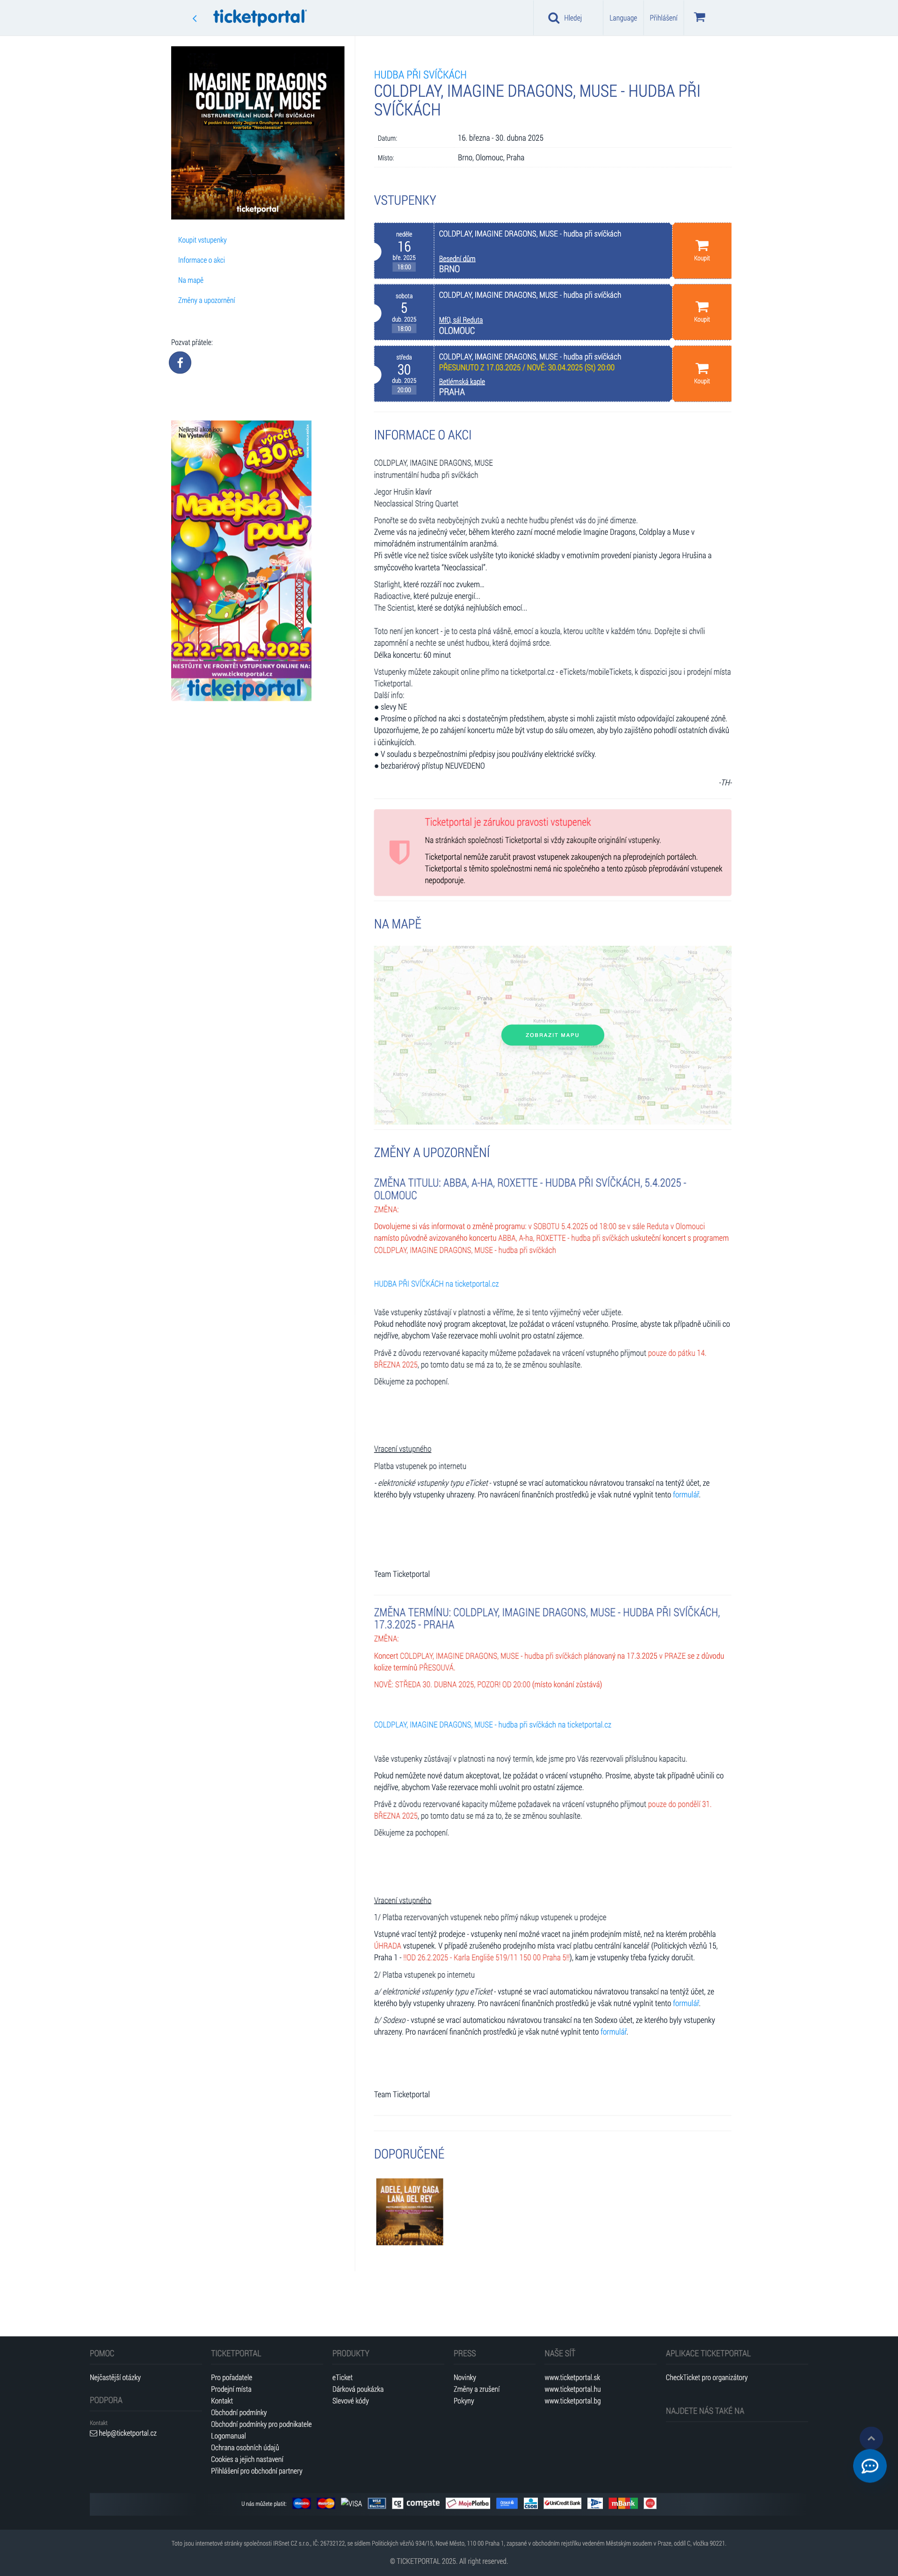 ticketportal
Hledej
Language
Přihlášení
IMAGINE DRAGONS
COLDPLAY, MUSE
INSTRUMENTÁLNÍ HUDBA PŘI SVÍČKÁCH
V podání klavíristy Jegora Hrushyna a smyčcového
kvarteta "Neoclassical"
ticketportal
Koupit vstupenky
Informace o akci
Na mapě
Změny a upozornění
Pozvat přátele:
Nejlepší akce jsou
Na Výstavišti
výročí
430 let
Matějská
pouť
22.2.-21.4.2025
NESTŮJTE VE FRONTĚ! VSTUPENKY ONLINE NA:
www.ticketportal.cz
ticketportal
HUDBA PŘI SVÍČKÁCH
COLDPLAY, IMAGINE DRAGONS, MUSE - HUDBA PŘI
SVÍČKÁCH
Datum: 16. března - 30. dubna 2025
Místo: Brno, Olomouc, Praha
VSTUPENKY
neděle
16
bře. 2025
18:00
COLDPLAY, IMAGINE DRAGONS, MUSE - hudba při svíčkách
Besední dům
BRNO
Koupit
sobota
5
dub. 2025
18:00
COLDPLAY, IMAGINE DRAGONS, MUSE - hudba při svíčkách
MfO, sál Reduta
OLOMOUC
Koupit
středa
30
dub. 2025
20:00
COLDPLAY, IMAGINE DRAGONS, MUSE - hudba při svíčkách
PŘESUNUTO Z 17.03.2025 / NOVĚ: 30.04.2025 (St) 20:00
Betlémská kaple
PRAHA
Koupit
INFORMACE O AKCI
COLDPLAY, IMAGINE DRAGONS, MUSE
instrumentální hudba při svíčkách
Jegor Hrušin klavír
Neoclassical String Quartet
Ponořte se do světa neobyčejných zvuků a nechte hudbu přenést vás do jiné dimenze.
Zveme vás na jedinečný večer, během kterého zazní mocné melodie Imagine Dragons, Coldplay a Muse v
mimořádném instrumentálním aranžmá.
Při světle více než tisíce svíček uslyšíte tyto ikonické skladby v emotivním provedení pianisty Jegora Hrušina a
smyčcového kvarteta "Neoclassical".
Starlight, které rozzáří noc zvukem...
Radioactive, které pulzuje energií...
The Scientist, které se dotýká nejhlubších emocí...
Toto není jen koncert - je to cesta plná vášně, emocí a kouzla, kterou ucítíte v každém tónu. Dopřejte si chvíli
zapomnění a nechte se unést hudbou, která dojímá srdce.
Délka koncertu: 60 minut
Vstupenky můžete zakoupit online přímo na ticketportal.cz - eTickets/mobileTickets, k dispozici jsou i prodejní místa
Ticketportal.
Další info:
● slevy NE
● Prosíme o příchod na akci s dostatečným předstihem, abyste si mohli zajistit místo odpovídající zakoupené zóně.
Upozorňujeme, že po zahájení koncertu může být vstup do sálu omezen, aby bylo zajištěno pohodlí ostatních diváků
i účinkujících.
● V souladu s bezpečnostními předpisy jsou používány elektrické svíčky.
● bezbariérový přístup NEUVEDENO
-TH-
Ticketportal je zárukou pravosti vstupenek
Na stránkách společnosti Ticketportal si vždy zakoupíte originální vstupenky.
Ticketportal nemůže zaručit pravost vstupenek zakoupených na přeprodejních portálech.
Ticketportal s těmito společnostmi nemá nic společného a tento způsob přeprodávání vstupenek
nepodporuje.
NA MAPĚ
Praha
ZOBRAZIT MAPU
Brno
ZMĚNY A UPOZORNĚNÍ
ZMĚNA TITULU: ABBA, A-HA, ROXETTE - HUDBA PŘI SVÍČKÁCH, 5.4.2025 -
OLOMOUC
ZMĚNA:
Dovolujeme si vás informovat o změně programu: v SOBOTU 5.4.2025 od 18:00 se v sále Reduta v Olomouci
namísto původně avizovaného koncertu ABBA, A-ha, ROXETTE - hudba při svíčkách uskuteční koncert s programem
COLDPLAY, IMAGINE DRAGONS, MUSE - hudba při svíčkách
HUDBA PŘI SVÍČKÁCH na ticketportal.cz
Vaše vstupenky zůstávají v platnosti a věříme, že si tento výjimečný večer užijete.
Pokud nehodláte nový program akceptovat, lze požádat o vrácení vstupného. Prosíme, abyste tak případně učinili co
nejdříve, abychom Vaše rezervace mohli uvolnit pro ostatní zájemce.
Právě z důvodu rezervované kapacity můžeme požadavek na vrácení vstupného přijmout pouze do pátku 14.
BŘEZNA 2025, po tomto datu se má za to, že se změnou souhlasíte.
Děkujeme za pochopení.
Vracení vstupného
Platba vstupenek po internetu
- elektronické vstupenky typu eTicket - vstupné se vrací automatickou návratovou transakcí na tentýž účet, ze
kterého byly vstupenky uhrazeny. Pro navrácení finančních prostředků je však nutné vyplnit tento formulář.
Team Ticketportal
ZMĚNA TERMÍNU: COLDPLAY, IMAGINE DRAGONS, MUSE - HUDBA PŘI SVÍČKÁCH,
17.3.2025 - PRAHA
ZMĚNA:
Koncert COLDPLAY, IMAGINE DRAGONS, MUSE - hudba při svíčkách plánovaný na 17.3.2025 v PRAZE se z důvodu
kolize termínů PŘESOUVÁ.
NOVĚ: STŘEDA 30. DUBNA 2025, POZOR! OD 20:00 (místo konání zůstává)
COLDPLAY, IMAGINE DRAGONS, MUSE - hudba při svíčkách na ticketportal.cz
Vaše vstupenky zůstávají v platnosti na nový termín, kde jsme pro Vás rezervovali příslušnou kapacitu.
Pokud nemůžete nové datum akceptovat, lze požádat o vrácení vstupného. Prosíme, abyste tak případně učinili co
nejdříve, abychom Vaše rezervace mohli uvolnit pro ostatní zájemce.
Právě z důvodu rezervované kapacity můžeme požadavek na vrácení vstupného přijmout pouze do pondělí 31.
BŘEZNA 2025, po tomto datu se má za to, že se změnou souhlasíte.
Děkujeme za pochopení.
Vracení vstupného
1/ Platba rezervovaných vstupenek nebo přímý nákup vstupenek u prodejce
Vstupné vrací tentýž prodejce - vstupenky není možné vracet na jiném prodejním místě, než na kterém proběhla
ÚHRADA vstupenek. V případě zrušeného prodejního místa vrací platbu centrální kancelář (Politických vězňů 15,
Praha 1 - !!OD 26.2.2025 - Karla Engliše 519/11 150 00 Praha 5!!), kam je vstupenky třeba fyzicky doručit.
2/ Platba vstupenek po internetu
a/ elektronické vstupenky typu eTicket - vstupné se vrací automatickou návratovou transakcí na tentýž účet, ze
kterého byly vstupenky uhrazeny. Pro navrácení finančních prostředků je však nutné vyplnit tento formulář.
b/ Sodexo - vstupné se vrací automatickou návratovou transakcí na ten Sodexo účet, ze kterého byly vstupenky
uhrazeny. Pro navrácení finančních prostředků je však nutné vyplnit tento formulář.
Team Ticketportal
DOPORUČENÉ
ADELE, LADY GAGA
LANA DEL REY
POMOC
Nejčastější otázky
PODPORA
Kontakt
help@ticketportal.cz
TICKETPORTAL
Pro pořadatele
Prodejní místa
Kontakt
Obchodní podmínky
Obchodní podmínky pro podnikatele
Logomanual
Ochrana osobních údajů
Cookies a jejich nastavení
Přihlášení pro obchodní partnery
PRODUKTY
eTicket
Dárková poukázka
Slevové kódy
PRESS
Novinky
Změny a zrušení
Pokyny
NAŠE SÍŤ
www.ticketportal.sk
www.ticketportal.hu
www.ticketportal.bg
APLIKACE TICKETPORTAL
CheckTicket pro organizátory
NAJDETE NÁS TAKÉ NA
U nás můžete platit:
VISA
cg comgate
MojePlatba
ČSOB
UniCredit Bank
mBank
Toto jsou internetové stránky společnosti IRSnet CZ s.r.o., IČ: 26732122, se sídlem Politických vězňů 934/15, Nové Město, 110 00 Praha 1, zapsané v obchodním rejstříku vedeném Městským soudem v Praze, oddíl C, vložka 90221.
© TICKETPORTAL 2025. All right reserved.